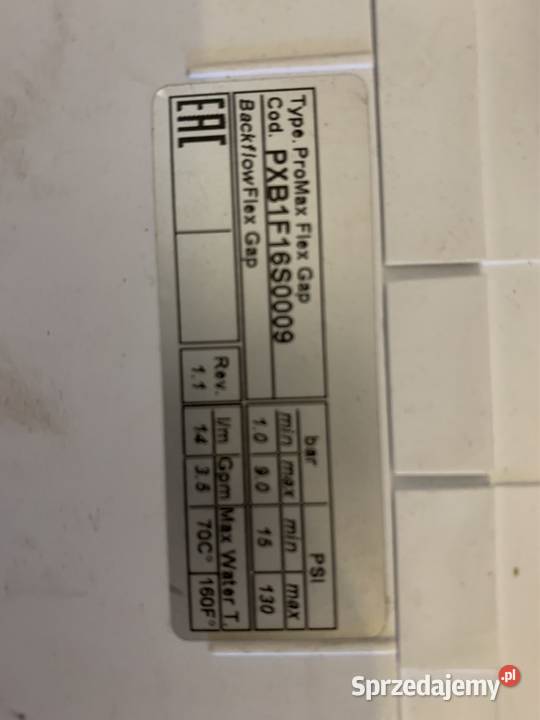 Type. ProMax Flex Gap
Cod. PXB1F16S0009
BackflowFlex Gap
EAC
Rev.
1.1
bar PSI
min max min max
1.0 9.0 15 130
l/m Gpm Max Water T.
14 3.5 70C° 160F°
Sprzedajemy.pl